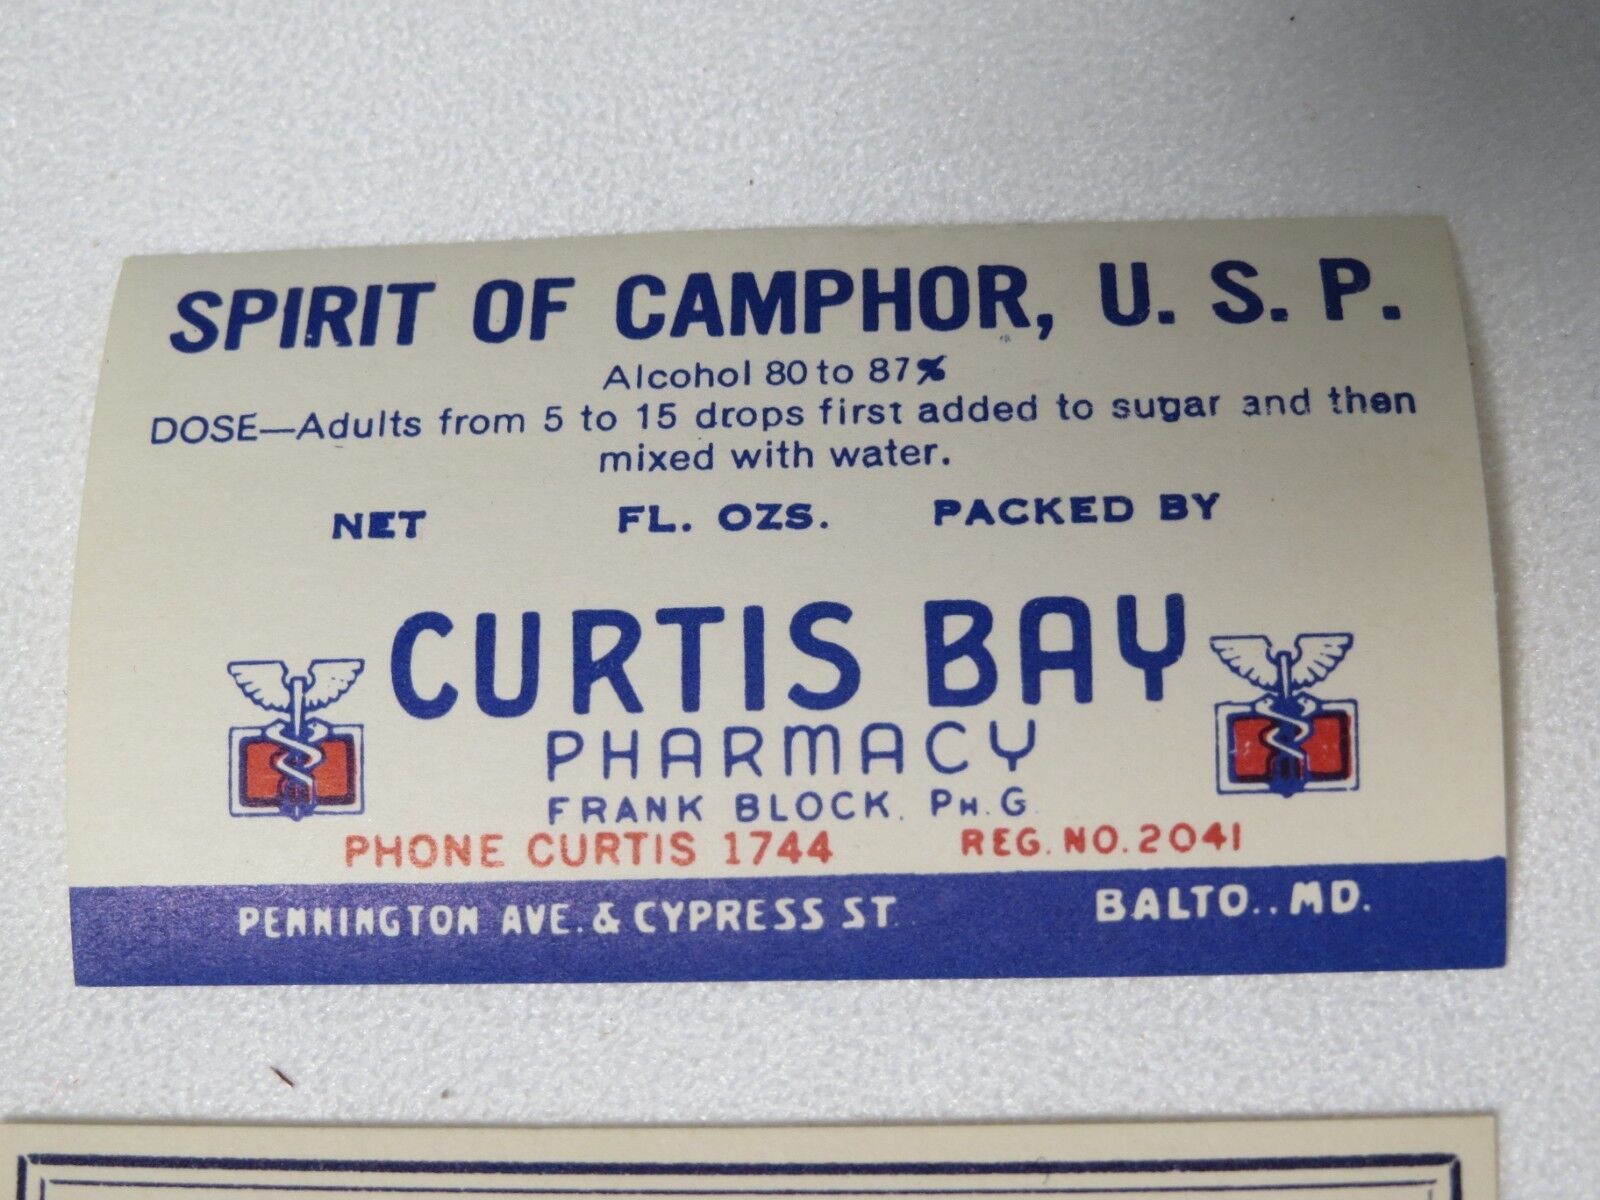 SPIRIT OF CAMPHOR, U. S. P.
Alcohol 80 to 87%
DOSE—Adults from 5 to 15 drops first added to sugar and then
mixed with water.
NET FL. OZS. PACKED BY
CURTIS BAY
PHARMACY
FRANK BLOCK, PH. G.
PHONE CURTIS 1744 REG. NO. 2041
PENNINGTON AVE. & CYPRESS ST. BALTO., MD.